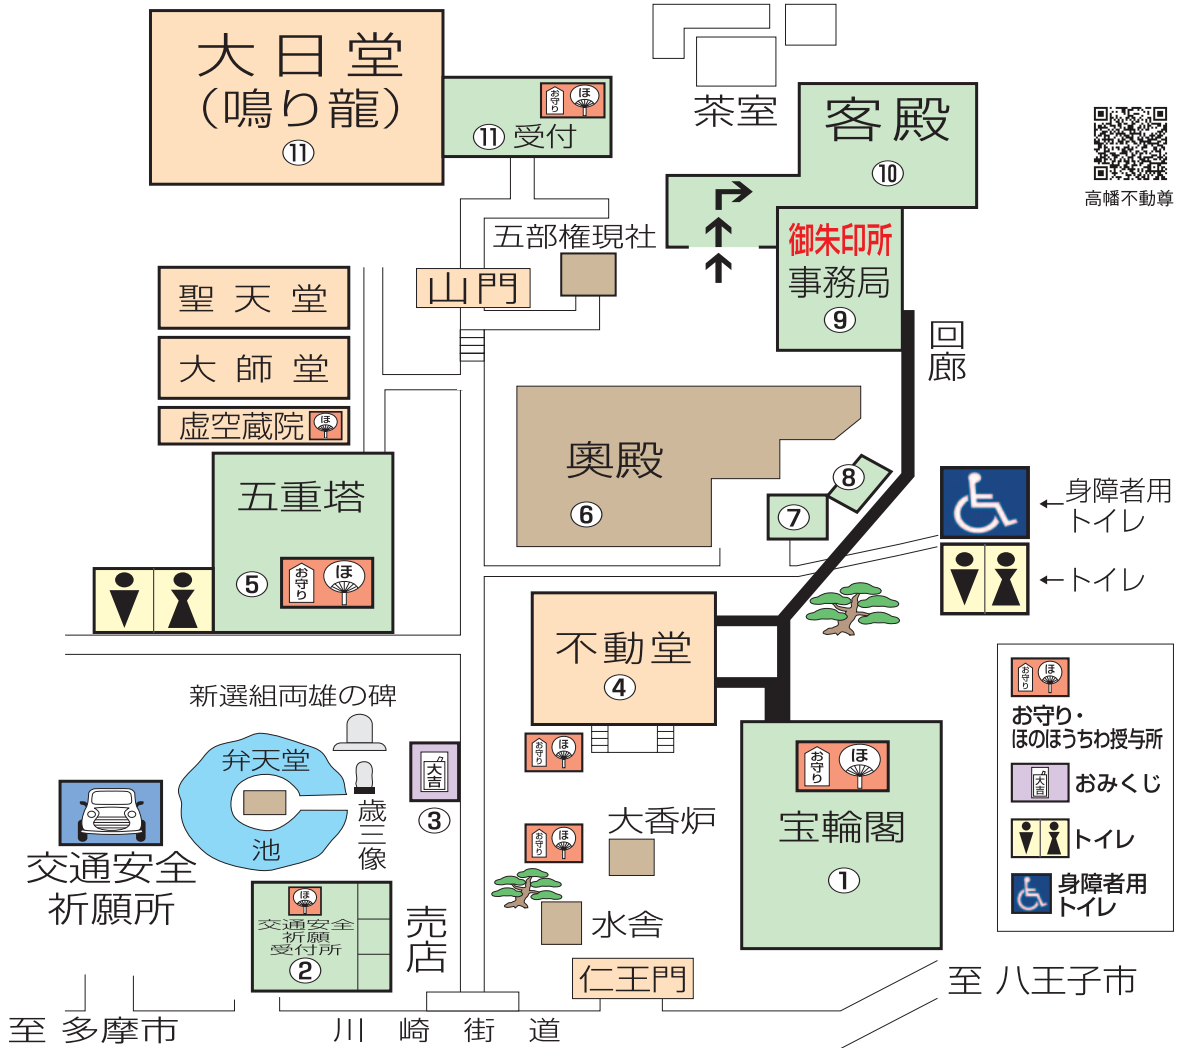 大日堂
（鳴り龍）
⑪
お守り
ほ
⑪受付
茶室
客殿
⑩
高幡不動尊
五部権現社
山門
御朱印所
事務局
⑨
回廊
聖天堂
大師堂
虚空蔵院
ほ
五重塔
⑤
お守り
ほ
奥殿
⑥
⑧
⑦
身障者用
トイレ
トイレ
不動堂
④
新選組両雄の碑
弁天堂
池
歳三像
大吉
③
お守り
ほ
お守り
ほ
宝輪閣
①
お守り
ほ
大香炉
水舎
仁王門
交通安全
祈願所
ほ
交通安全
祈願
受付所
②
売店
お守り
ほ
お守り・
ほのほうちわ授与所
大吉
おみくじ
トイレ
身障者用
トイレ
至 八王子市
至 多摩市
川崎街道